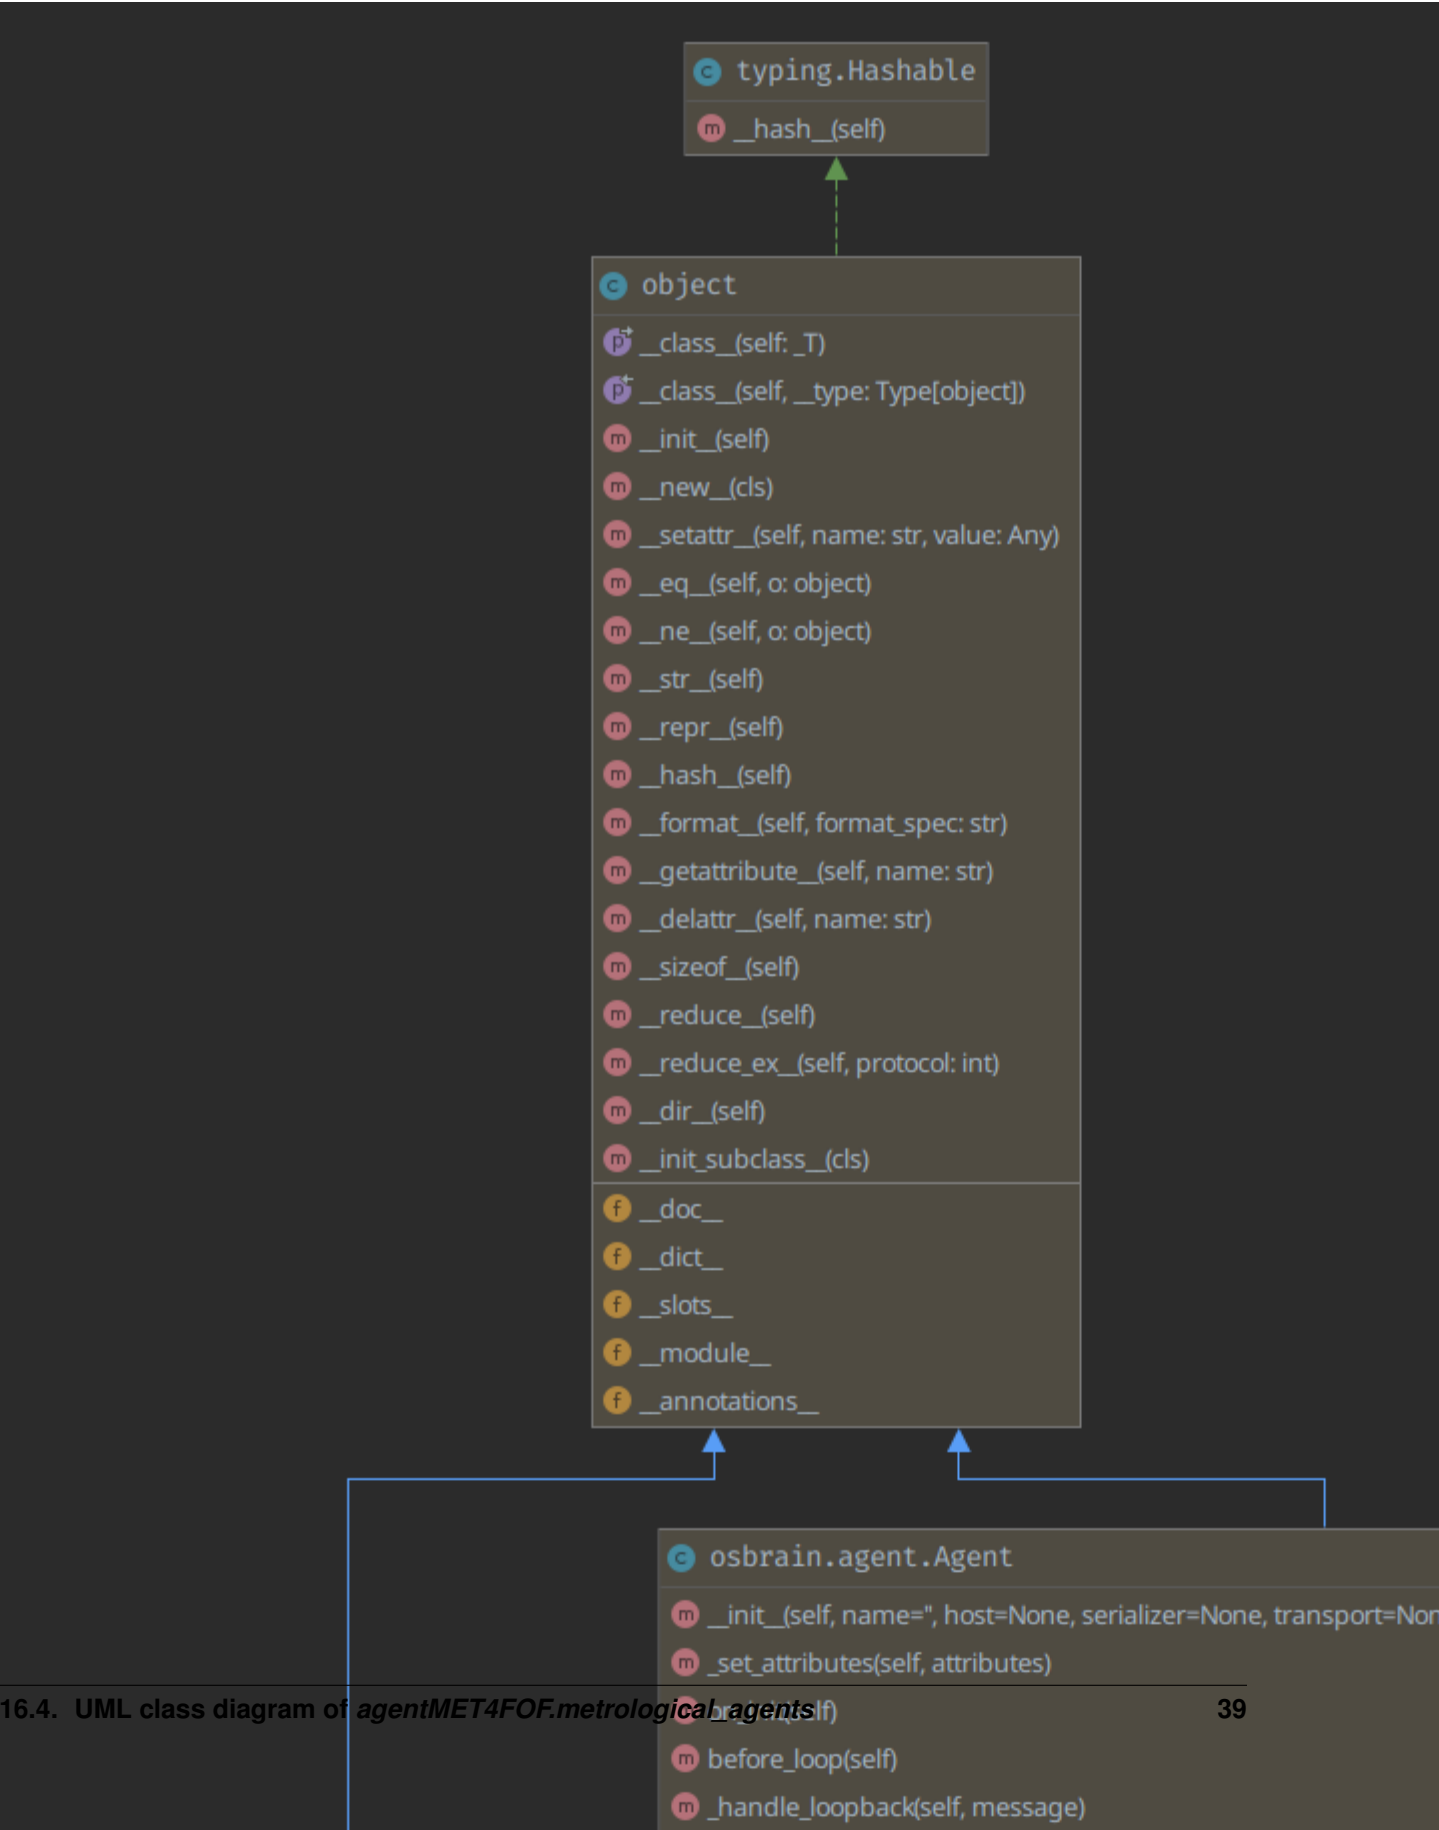 typing.Hashable
__hash__(self)
object
__class__(self: _T)
__class__(self, __type: Type[object])
__init__(self)
__new__(cls)
__setattr__(self, name: str, value: Any)
__eq__(self, o: object)
__ne__(self, o: object)
__str__(self)
__repr__(self)
__hash__(self)
__format__(self, format_spec: str)
__getattribute__(self, name: str)
__delattr__(self, name: str)
__sizeof__(self)
__reduce__(self)
__reduce_ex__(self, protocol: int)
__dir__(self)
__init_subclass__(cls)
__doc__
__dict__
__slots__
__module__
__annotations__
osbrain.agent.Agent
__init__(self, name='', host=None, serializer=None, transport=Non
_set_attributes(self, attributes)
16.4. UML class diagram of agentMET4FOF.metrological_agents 39
before_loop(self)
_handle_loopback(self, message)